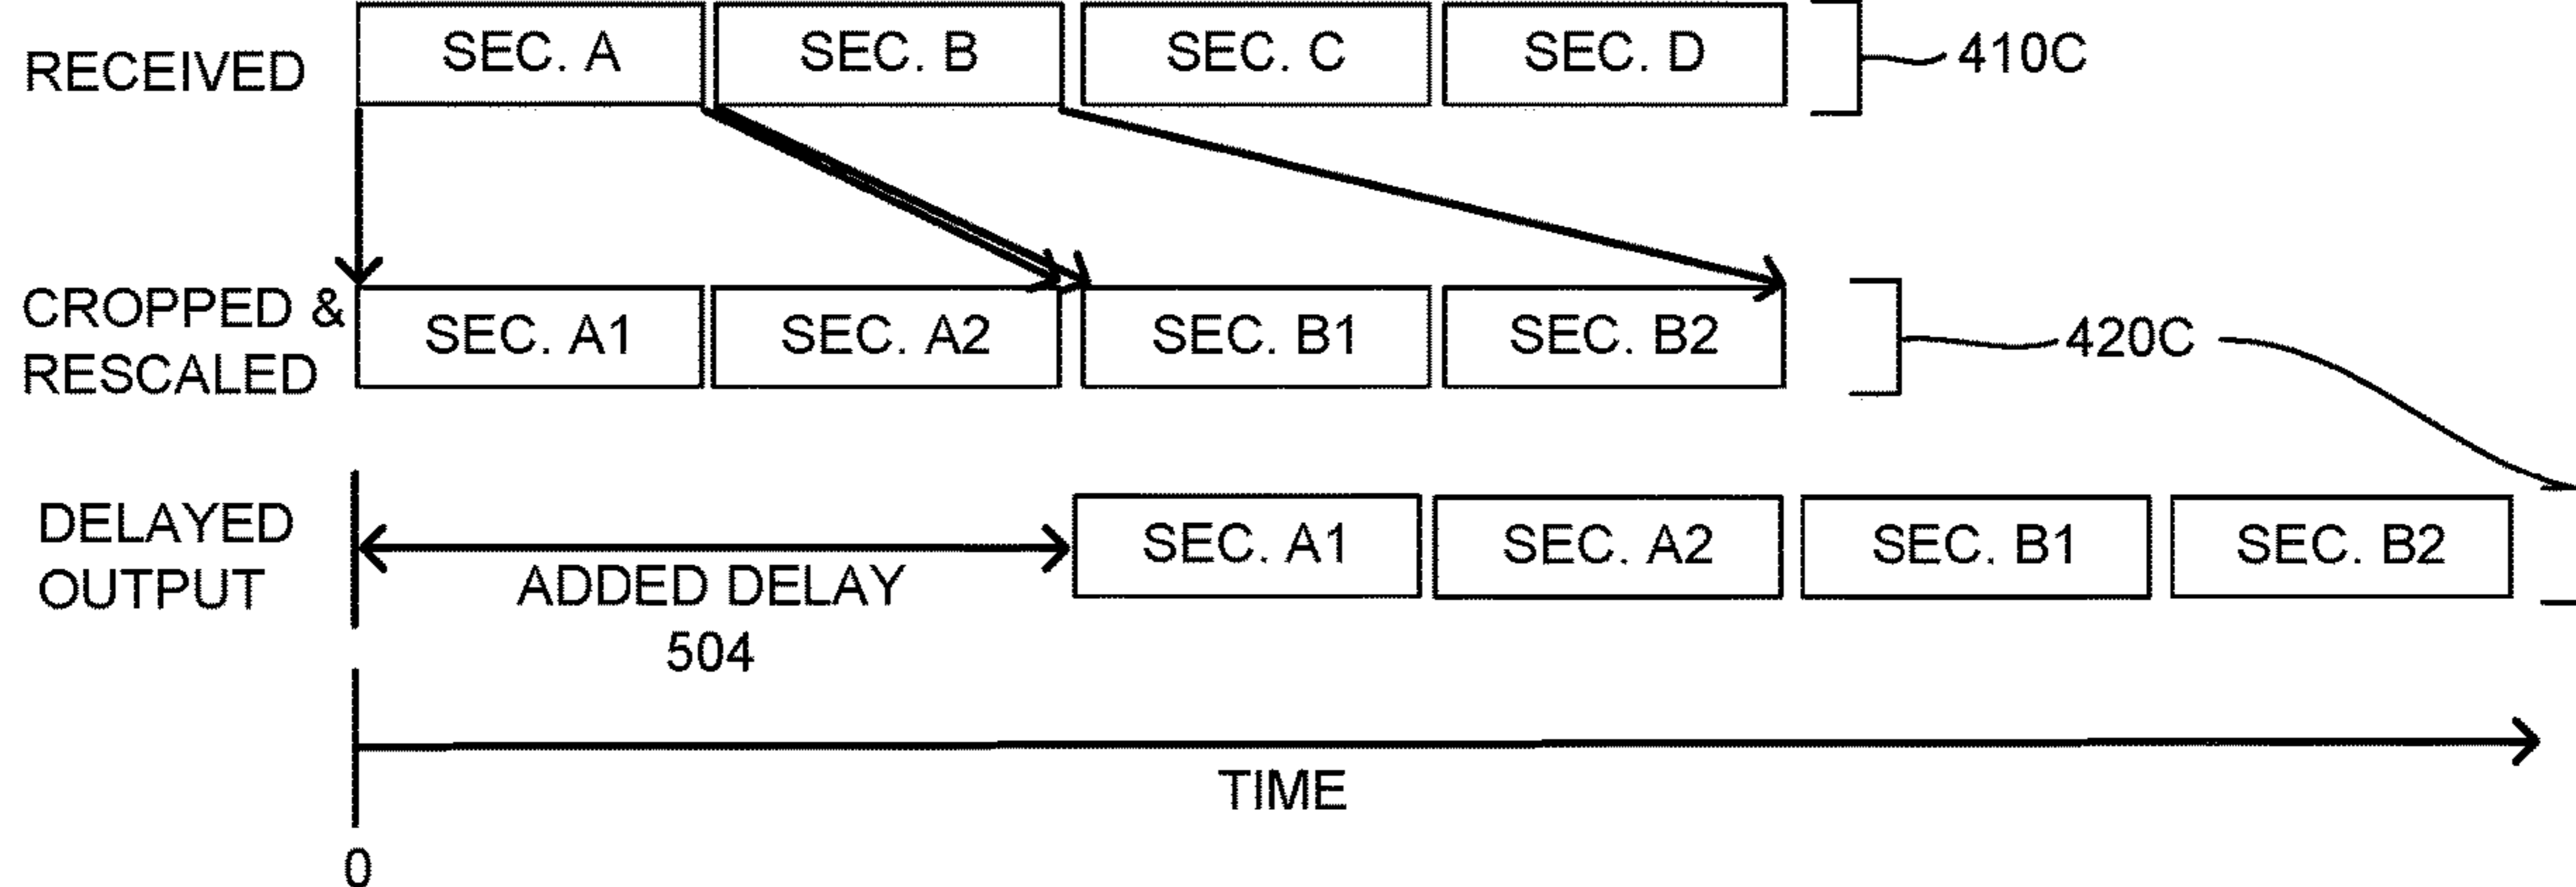 RECEIVED
SEC. A
SEC. B
SEC. C
SEC. D
410C
CROPPED &
RESCALED
SEC. A1
SEC. A2
SEC. B1
SEC. B2
420C
DELAYED
OUTPUT
ADDED DELAY
504
SEC. A1
SEC. A2
SEC. B1
SEC. B2
TIME
0